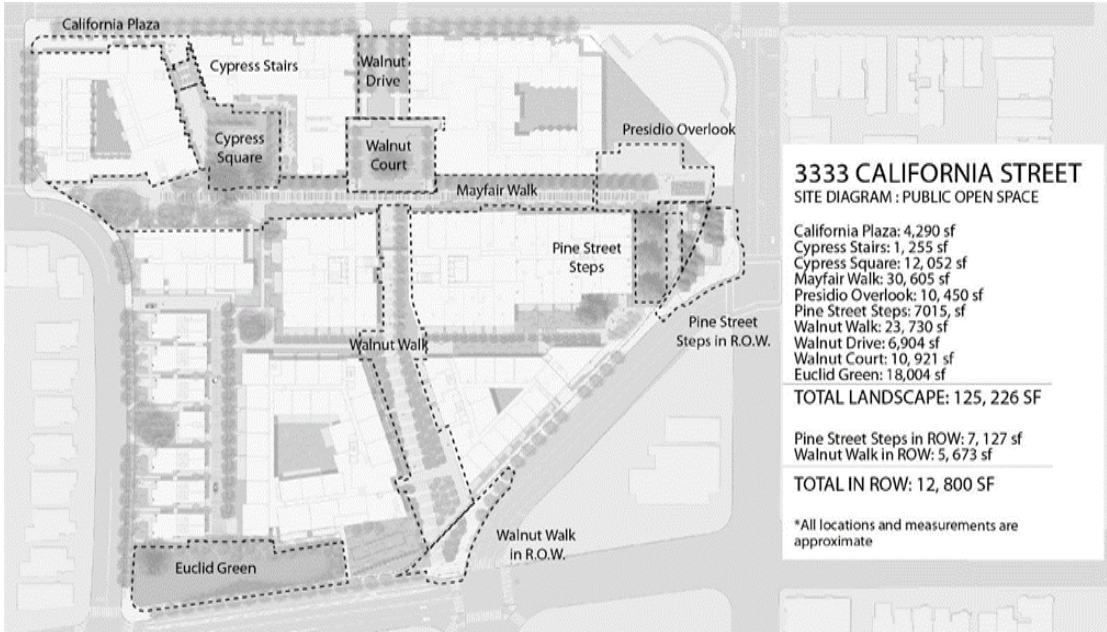 California Plaza
Cypress Stairs
Walnut
Drive
Cypress
Square
Walnut
Court
Presidio Overlook
Mayfair Walk
Pine Street
Steps
Pine Street
Steps in R.O.W.
Walnut Walk
Walnut Walk
in R.O.W.
Euclid Green
3333 CALIFORNIA STREET
SITE DIAGRAM : PUBLIC OPEN SPACE
California Plaza: 4,290 sf
Cypress Stairs: 1, 255 sf
Cypress Square: 12, 052 sf
Mayfair Walk: 30, 605 sf
Presidio Overlook: 10, 450 sf
Pine Street Steps: 7015, sf
Walnut Walk: 23, 730 sf
Walnut Drive: 6,904 sf
Walnut Court: 10, 921 sf
Euclid Green: 18,004 sf
TOTAL LANDSCAPE: 125, 226 SF
Pine Street Steps in ROW: 7, 127 sf
Walnut Walk in ROW: 5, 673 sf
TOTAL IN ROW: 12, 800 SF
*All locations and measurements are
approximate